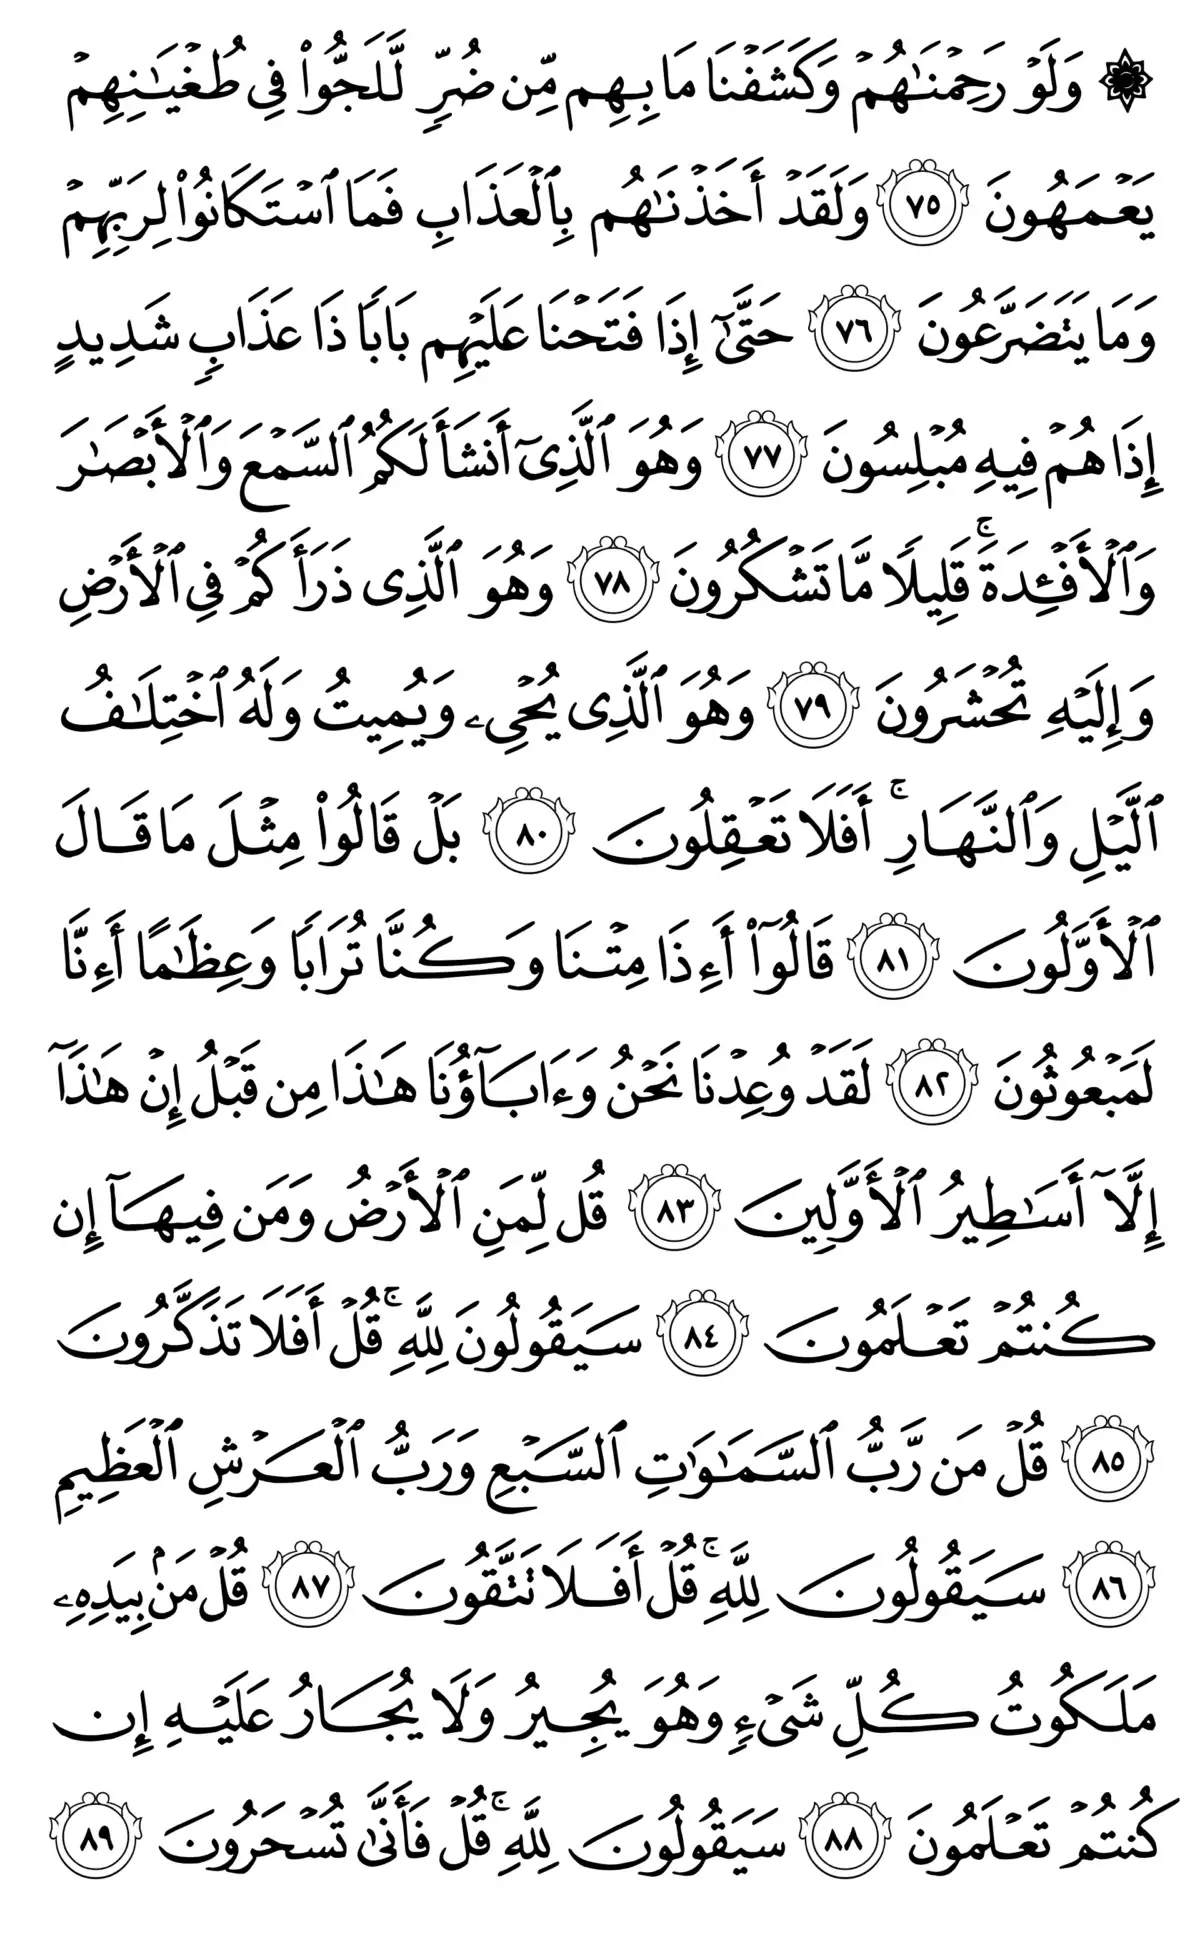 ۞ وَلَوْ رَحِمْنَٰهُمْ وَكَشَفْنَا مَا بِهِم مِّن ضُرٍّ لَّلَجُّوا۟ فِى طُغْيَٰنِهِمْ
يَعْمَهُونَ ٧٥ وَلَقَدْ أَخَذْنَٰهُم بِٱلْعَذَابِ فَمَا ٱسْتَكَانُوا۟ لِرَبِّهِمْ
وَمَا يَتَضَرَّعُونَ ٧٦ حَتَّىٰٓ إِذَا فَتَحْنَا عَلَيْهِم بَابًا ذَا عَذَابٍ شَدِيدٍ
إِذَا هُمْ فِيهِ مُبْلِسُونَ ٧٧ وَهُوَ ٱلَّذِىٓ أَنشَأَ لَكُمُ ٱلسَّمْعَ وَٱلْأَبْصَٰرَ
وَٱلْأَفْـِٔدَةَ ۚ قَلِيلًا مَّا تَشْكُرُونَ ٧٨ وَهُوَ ٱلَّذِى ذَرَأَكُمْ فِى ٱلْأَرْضِ
وَإِلَيْهِ تُحْشَرُونَ ٧٩ وَهُوَ ٱلَّذِى يُحْىِۦ وَيُمِيتُ وَلَهُ ٱخْتِلَٰفُ
ٱلَّيْلِ وَٱلنَّهَارِ ۚ أَفَلَا تَعْقِلُونَ ٨٠ بَلْ قَالُوا۟ مِثْلَ مَا قَالَ
ٱلْأَوَّلُونَ ٨١ قَالُوٓا۟ أَءِذَا مِتْنَا وَكُنَّا تُرَابًا وَعِظَٰمًا أَءِنَّا
لَمَبْعُوثُونَ ٨٢ لَقَدْ وُعِدْنَا نَحْنُ وَءَابَآؤُنَا هَٰذَا مِن قَبْلُ إِنْ هَٰذَآ
إِلَّآ أَسَٰطِيرُ ٱلْأَوَّلِينَ ٨٣ قُل لِّمَنِ ٱلْأَرْضُ وَمَن فِيهَآ إِن
كُنتُمْ تَعْلَمُونَ ٨٤ سَيَقُولُونَ لِلَّهِ ۚ قُلْ أَفَلَا تَذَكَّرُونَ
٨٥ قُلْ مَن رَّبُّ ٱلسَّمَٰوَٰتِ ٱلسَّبْعِ وَرَبُّ ٱلْعَرْشِ ٱلْعَظِيمِ
٨٦ سَيَقُولُونَ لِلَّهِ ۚ قُلْ أَفَلَا تَتَّقُونَ ٨٧ قُلْ مَنۢ بِيَدِهِۦ
مَلَكُوتُ كُلِّ شَىْءٍ وَهُوَ يُجِيرُ وَلَا يُجَارُ عَلَيْهِ إِن
كُنتُمْ تَعْلَمُونَ ٨٨ سَيَقُولُونَ لِلَّهِ ۚ قُلْ فَأَنَّىٰ تُسْحَرُونَ ٨٩